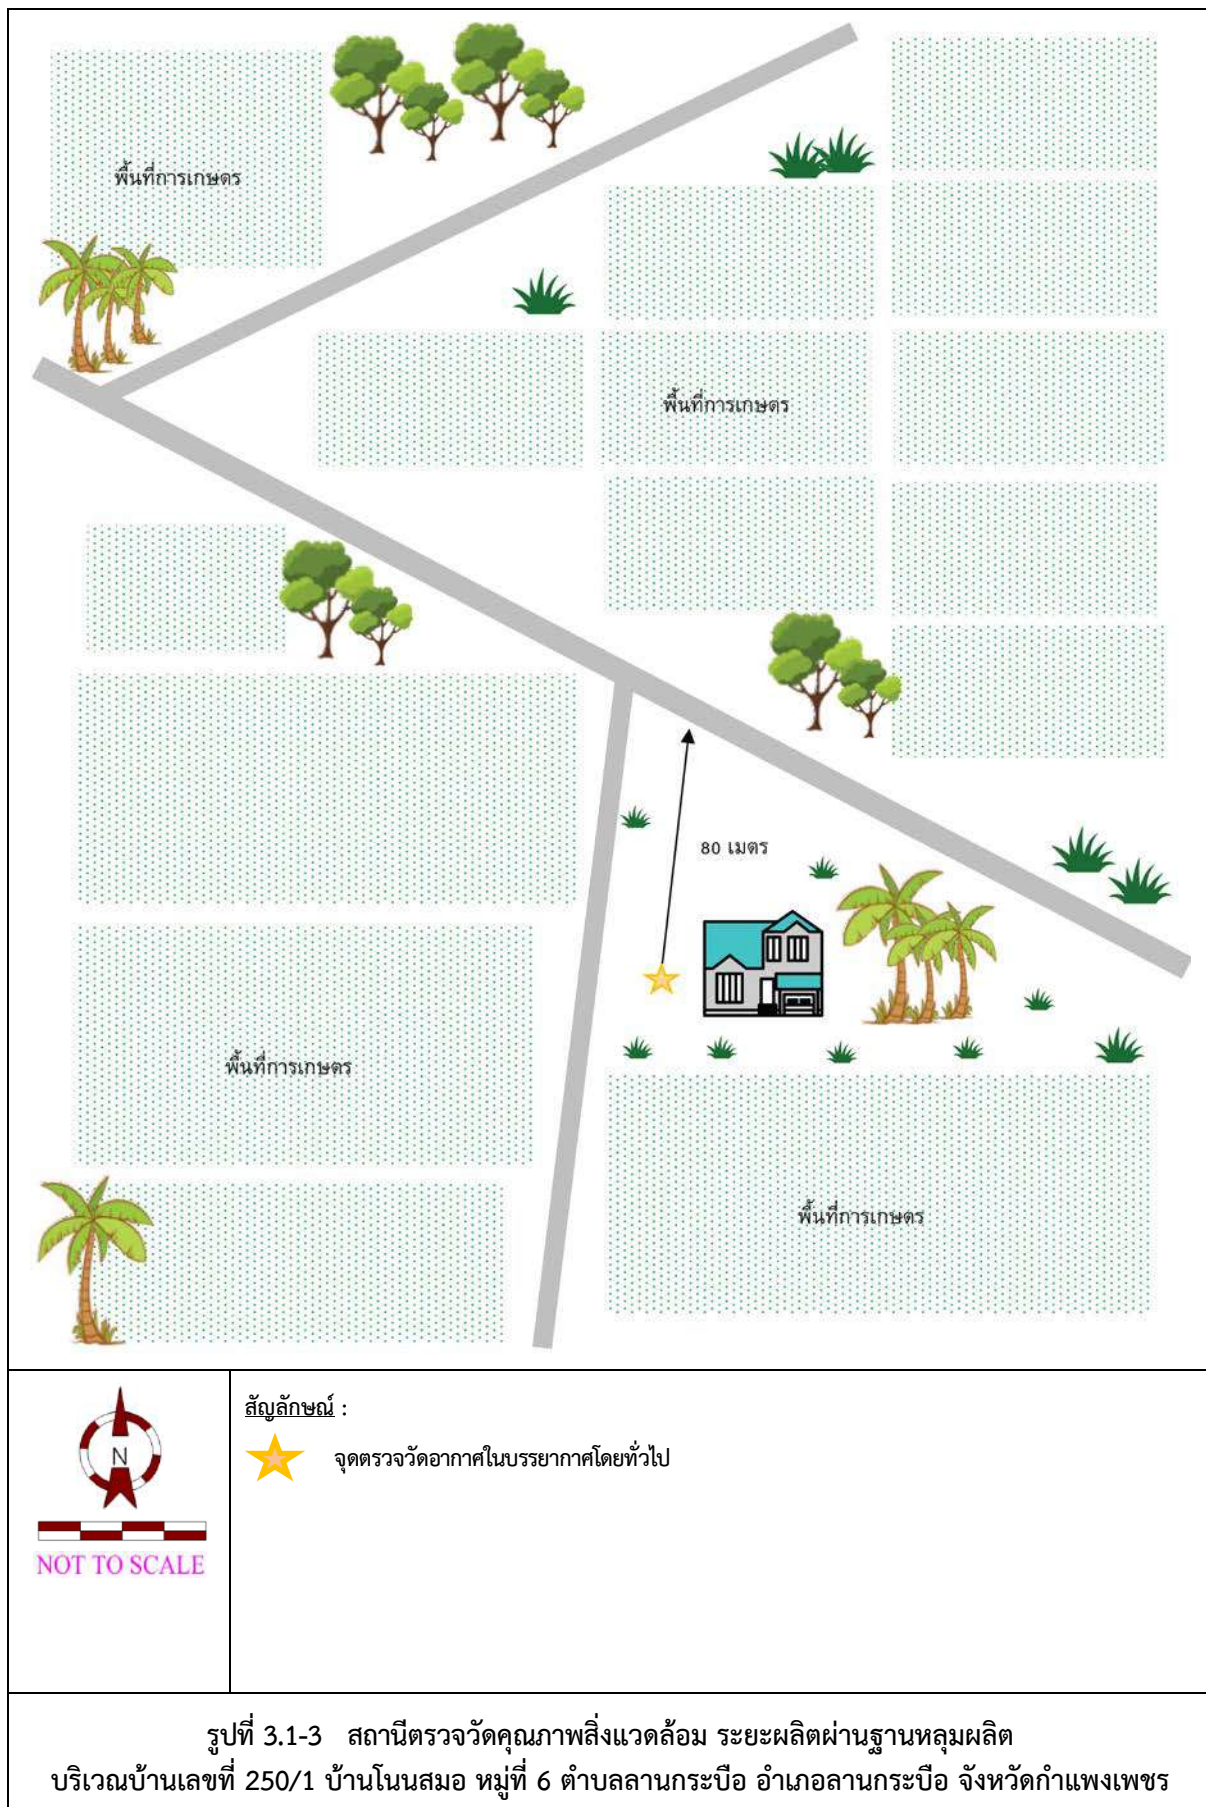 พื้นที่การเกษตร
พื้นที่การเกษตร
80 เมตร
พื้นที่การเกษตร
พื้นที่การเกษตร
N
NOT TO SCALE
สัญลักษณ์ :
จุดตรวจวัดอากาศในบรรยากาศโดยทั่วไป
รูปที่ 3.1-3 สถานีตรวจวัดคุณภาพสิ่งแวดล้อม ระยะผลิตผ่านฐานหลุมผลิต
บริเวณบ้านเลขที่ 250/1 บ้านโนนสมอ หมู่ที่ 6 ตำบลลานกระบือ อำเภอลานกระบือ จังหวัดกำแพงเพชร